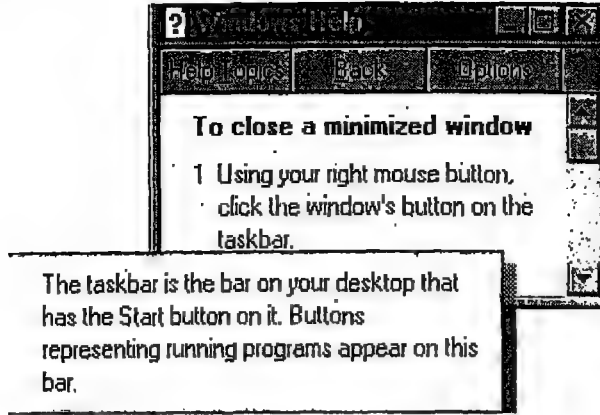 ? Windows Help
Help Topics Back Options
To close a minimized window
1 Using your right mouse button,
click the window's button on the
taskbar.
The taskbar is the bar on your desktop that
has the Start button on it. Buttons
representing running programs appear on this
bar.